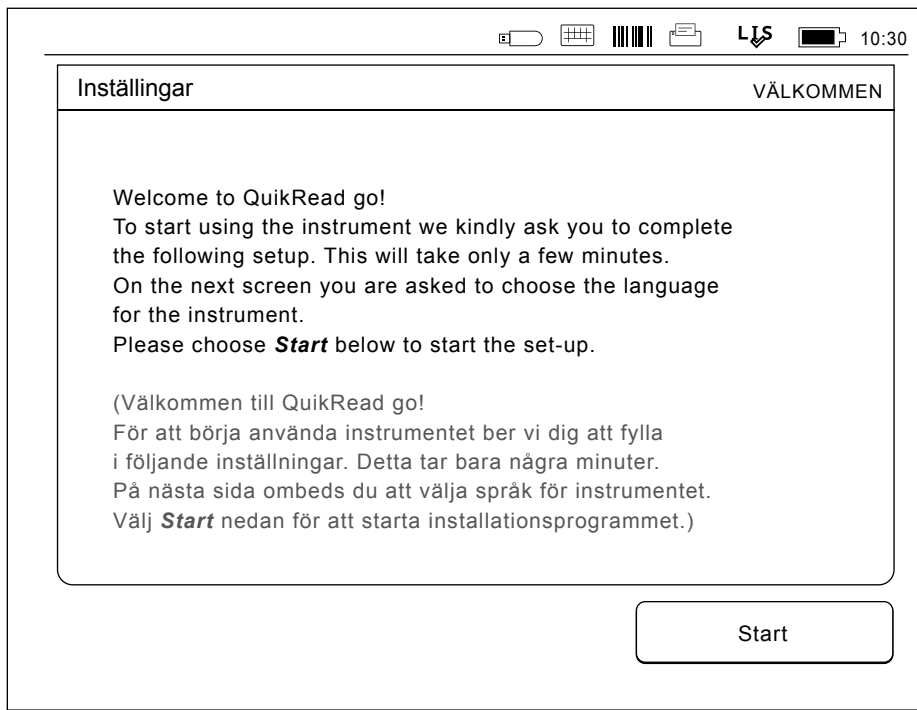 LIS 10:30
Inställingar VÄLKOMMEN
Welcome to QuikRead go!
To start using the instrument we kindly ask you to complete
the following setup. This will take only a few minutes.
On the next screen you are asked to choose the language
for the instrument.
Please choose Start below to start the set-up.
(Välkommen till QuikRead go!
För att börja använda instrumentet ber vi dig att fylla
i följande inställningar. Detta tar bara några minuter.
På nästa sida ombeds du att välja språk för instrumentet.
Välj Start nedan för att starta installationsprogrammet.)
Start